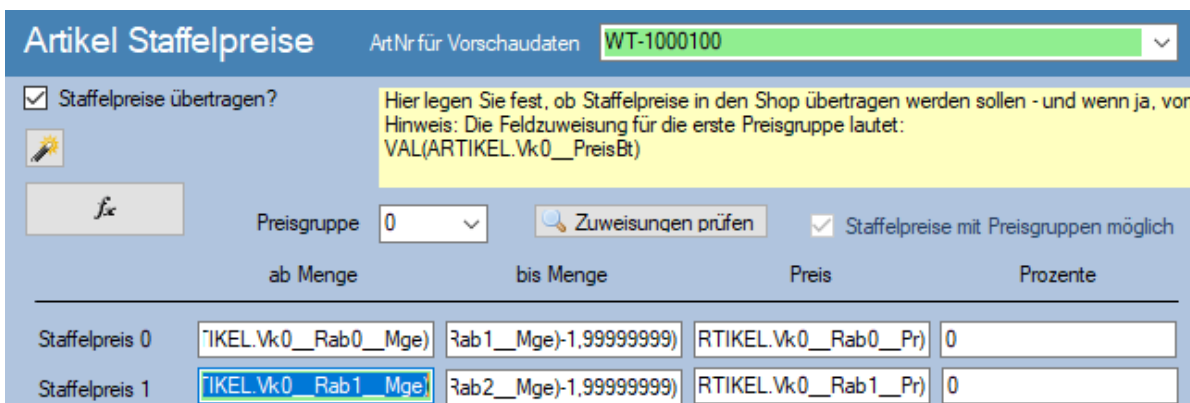 Artikel Staffelpreise ArtNr für Vorschaudaten WT-1000100
Staffelpreise übertragen?
Hier legen Sie fest, ob Staffelpreise in den Shop übertragen werden sollen - und wenn ja, vor
Hinweis: Die Feldzuweisung für die erste Preisgruppe lautet:
VAL(ARTIKEL.Vk0__PreisBt)
fx
Preisgruppe 0 Zuweisungen prüfen Staffelpreise mit Preisgruppen möglich
ab Menge bis Menge Preis Prozente
Staffelpreis 0 TIKEL.Vk0__Rab0__Mge) Rab1__Mge)-1,99999999) RTIKEL.Vk0__Rab0__Pr) 0
Staffelpreis 1 TIKEL.Vk0__Rab1__Mge) Rab2__Mge)-1,99999999) RTIKEL.Vk0__Rab1__Pr) 0